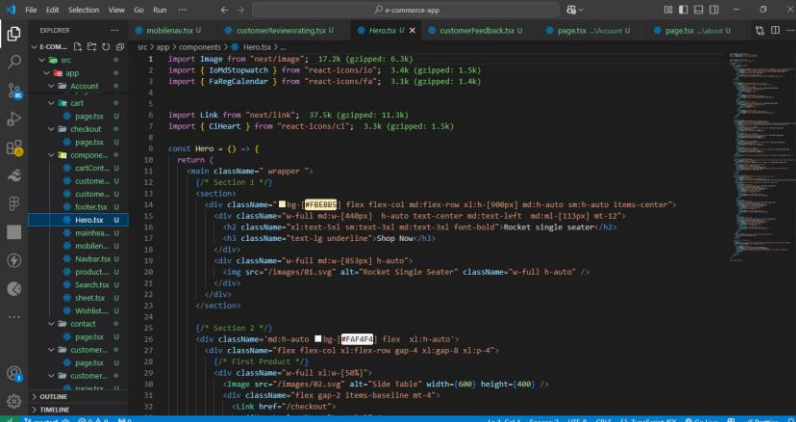 File Edit Selection View Go Run ···
e-commerce-app
EXPLORER ···
mobilenav.tsx U
customerReviewsrating.tsx U
Hero.tsx U
customerFeedback.tsx U
page.tsx ...\Account U
page.tsx ...\about U
E-COM...
src
app
Account
cart
page.tsx U
checkout
page.tsx U
compone...
cartCont... U
custome... U
custome... U
footer.tsx U
Hero.tsx U
mainhea... U
mobilen... U
Navbar.tsx U
product... U
Search.tsx U
sheet.tsx U
Wishlist... U
contact
page.tsx U
customer...
page.tsx U
customer...
OUTLINE
TIMELINE
src > app > components > Hero.tsx > ...
1 import Image from "next/image"; 17.2k (gzipped: 6.3k)
2 import { IoMdStopwatch } from "react-icons/io"; 3.4k (gzipped: 1.5k)
3 import { FaRegCalendar } from "react-icons/fa"; 3.1k (gzipped: 1.4k)
4
5
6 import Link from "next/link"; 37.5k (gzipped: 11.3k)
7 import { CiHeart } from "react-icons/ci"; 3.3k (gzipped: 1.5k)
8
9 const Hero = () => {
10 return (
11 <main className=" wrapper ">
12 {/* Section 1 */}
13 <section>
14 <div className=" bg-[#FBEBB5] flex flex-col md:flex-row xl:h-[900px] md:h-auto sm:h-auto items-center">
15 <div className="w-full md:w-[440px] h-auto text-center md:text-left md:ml-[113px] mt-12">
16 <h2 className="xl:text-5xl sm:text-3xl md:text-3xl font-bold">Rocket single seater</h2>
17 <h3 className="text-lg underline">Shop Now</h3>
18 </div>
19 <div className="w-full md:w-[853px] h-auto">
20 <img src="/images/01.svg" alt="Rocket Single Seater" className="w-full h-auto" />
21 </div>
22 </div>
23 </section>
24
25 {/* Section 2 */}
26 <div className='md:h-auto bg-[#FAF4F4] flex xl:h-auto'>
27 <div className="flex flex-col xl:flex-row gap-4 xl:gap-8 xl:p-4">
28 {/* First Product */}
29 <div className="w-full xl:w-[50%]">
30 <Image src="/images/02.svg" alt="Side Table" width={600} height={400} />
31 <div className="flex gap-2 items-baseline mt-4">
32 <Link href="/checkout">